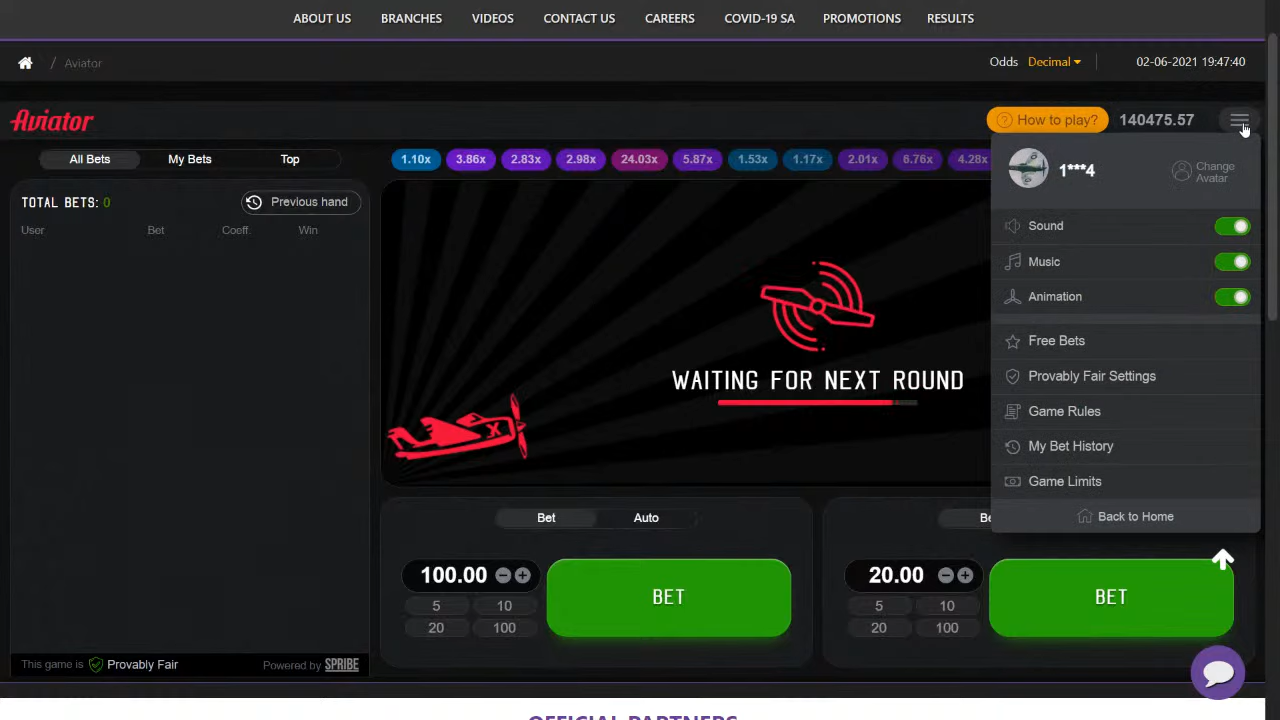 ABOUT US BRANCHES VIDEOS CONTACT US CAREERS COVID-19 SA PROMOTIONS RESULTS
/ Aviator Odds Decimal 02-06-2021 19:47:40
Aviator ? How to play? 140475.57
All Bets My Bets Top 1.10x 3.86x 2.83x 2.98x 24.03x 5.87x 1.53x 1.17x 2.01x 6.76x 4.28x
1***4 Change
Avatar
TOTAL BETS: 0 Previous hand
User Bet Coeff. Win
Sound
Music
Animation
Free Bets
Provably Fair Settings
Game Rules
My Bet History
Game Limits
Back to Home
WAITING FOR NEXT ROUND
X
Bet Auto Be
100.00 BET 20.00 BET
5 10 5 10
20 100 20 100
This game is Provably Fair Powered by SPRIBE
OFFICIAL PARTNERS